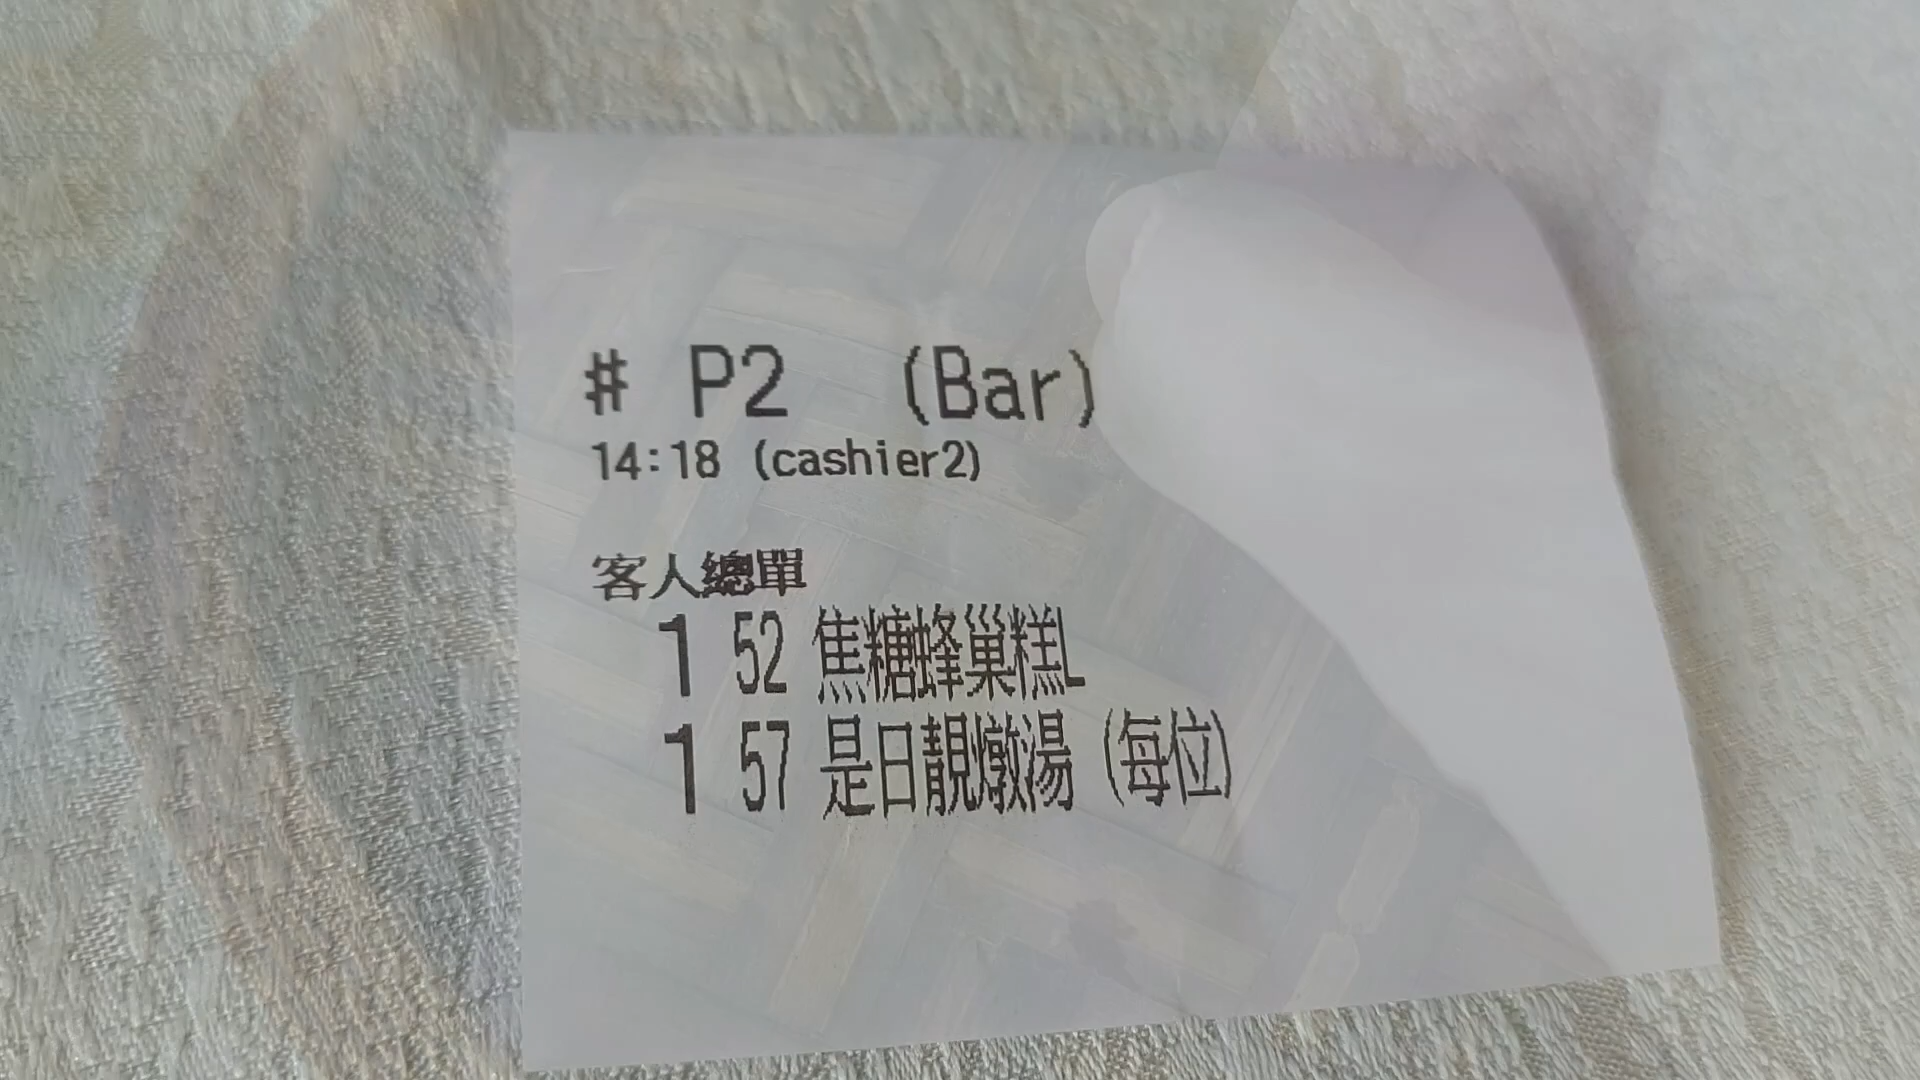 # P2 (Bar)
14:18 (cashier2)
客人總單
1 52 焦糖蜂巢糕L
1 57 是日靚燉湯 (每位)